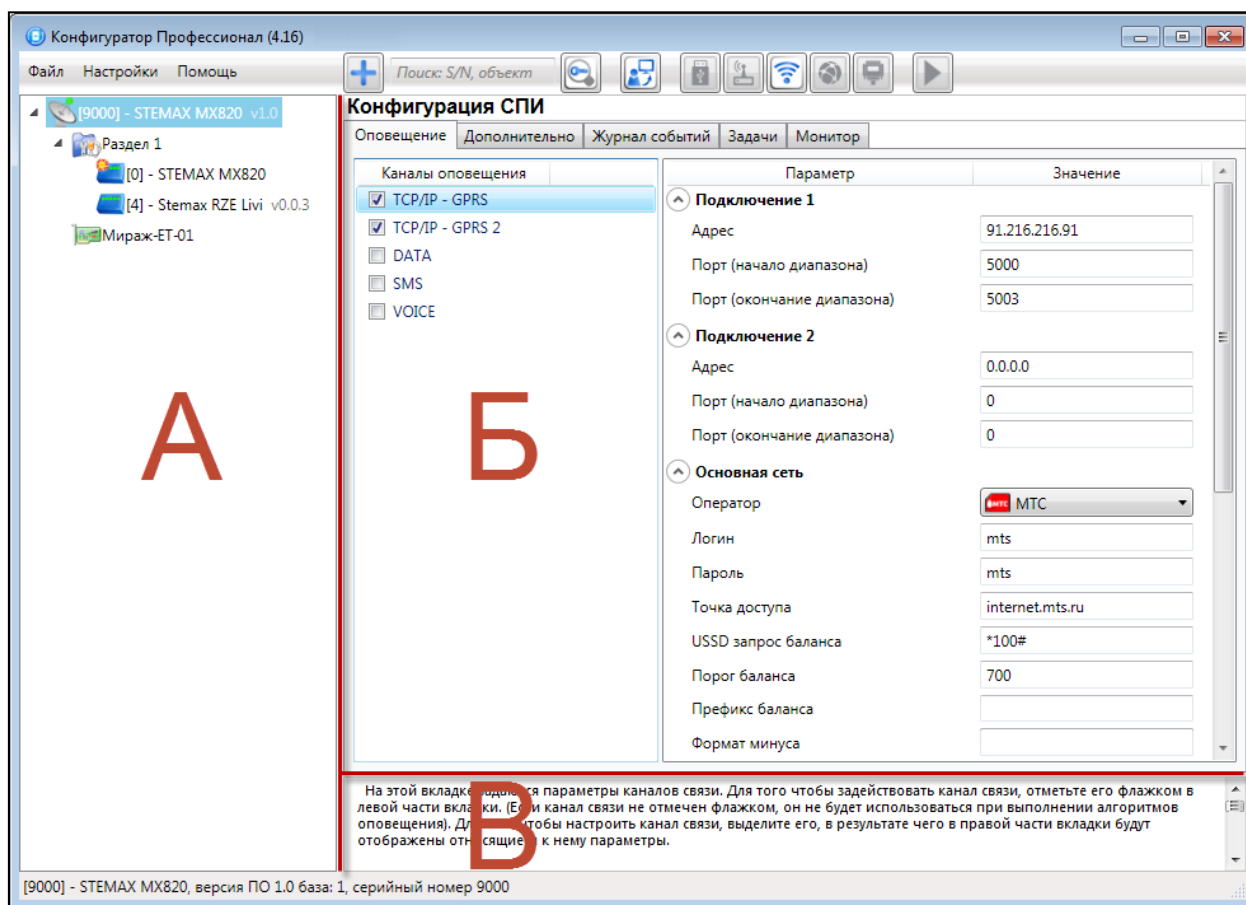 Конфигуратор Профессионал (4.16)
Файл Настройки Помощь
Поиск: S/N, объект
[9000] - STEMAX MX820 v1.0
Раздел 1
[0] - STEMAX MX820
[4] - Stemax RZE Livi v0.0.3
Мираж-ET-01
А
Конфигурация СПИ
Оповещение Дополнительно Журнал событий Задачи Монитор
Каналы оповещения
TCP/IP - GPRS
TCP/IP - GPRS 2
DATA
SMS
VOICE
Б
Параметр Значение
Подключение 1
Адрес 91.216.216.91
Порт (начало диапазона) 5000
Порт (окончание диапазона) 5003
Подключение 2
Адрес 0.0.0.0
Порт (начало диапазона) 0
Порт (окончание диапазона) 0
Основная сеть
Оператор МТС
Логин mts
Пароль mts
Точка доступа internet.mts.ru
USSD запрос баланса *100#
Порог баланса 700
Префикс баланса
Формат минуса
На этой вкладке параметры каналов связи. Для того чтобы задействовать канал связи, отметьте его флажком в
левой части вкладки. (Если канал связи не отмечен флажком, он не будет использоваться при выполнении алгоритмов
оповещения). Для чтобы настроить канал связи, выделите его, в результате чего в правой части вкладки будут
отображены относящиеся к нему параметры.
В
[9000] - STEMAX MX820, версия ПО 1.0 база: 1, серийный номер 9000